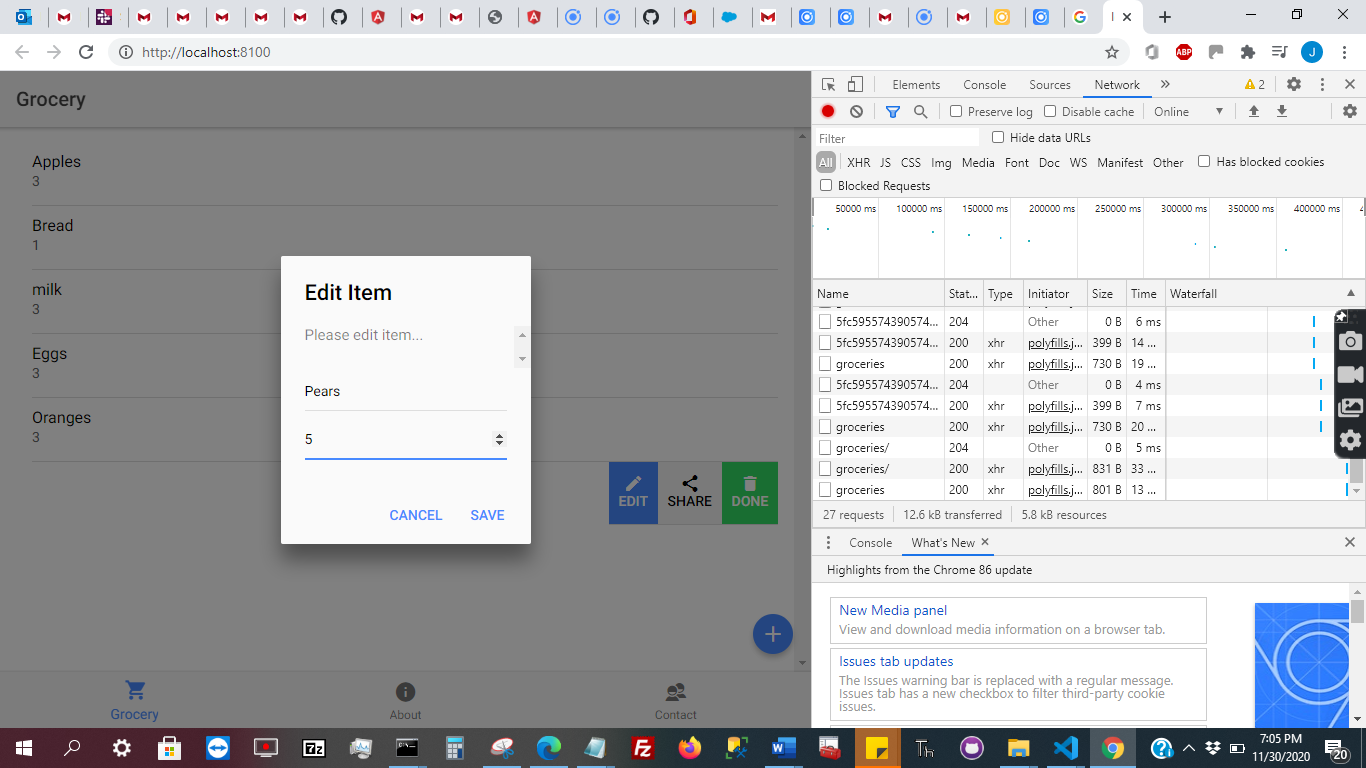 http://localhost:8100
ABP
J
Grocery
Apples
3
Bread
1
milk
3
Eggs
3
Oranges
3
EDIT
SHARE
DONE
Edit Item
Please edit item...
Pears
5
CANCEL
SAVE
Grocery
About
Contact
Elements
Console
Sources
Network
2
Preserve log
Disable cache
Online
Filter
Hide data URLs
All
XHR
JS
CSS
Img
Media
Font
Doc
WS
Manifest
Other
Has blocked cookies
Blocked Requests
50000 ms
100000 ms
150000 ms
200000 ms
250000 ms
300000 ms
350000 ms
400000 ms
Name
Stat...
Type
Initiator
Size
Time
Waterfall
5fc595574390574... 204 Other 0 B 6 ms
5fc595574390574... 200 xhr polyfills.j... 399 B 14 ...
groceries 200 xhr polyfills.j... 730 B 19 ...
5fc595574390574... 204 Other 0 B 4 ms
5fc595574390574... 200 xhr polyfills.j... 399 B 7 ms
groceries 200 xhr polyfills.j... 730 B 20 ...
groceries/ 204 Other 0 B 5 ms
groceries/ 200 xhr polyfills.j... 831 B 33 ...
groceries 200 xhr polyfills.j... 801 B 13 ...
27 requests
12.6 kB transferred
5.8 kB resources
Console
What's New
Highlights from the Chrome 86 update
New Media panel
View and download media information on a browser tab.
Issues tab updates
The Issues warning bar is replaced with a regular message.
Issues tab has a new checkbox to filter third-party cookie
issues.
7z
Fz
Th
7:05 PM
11/30/2020
20